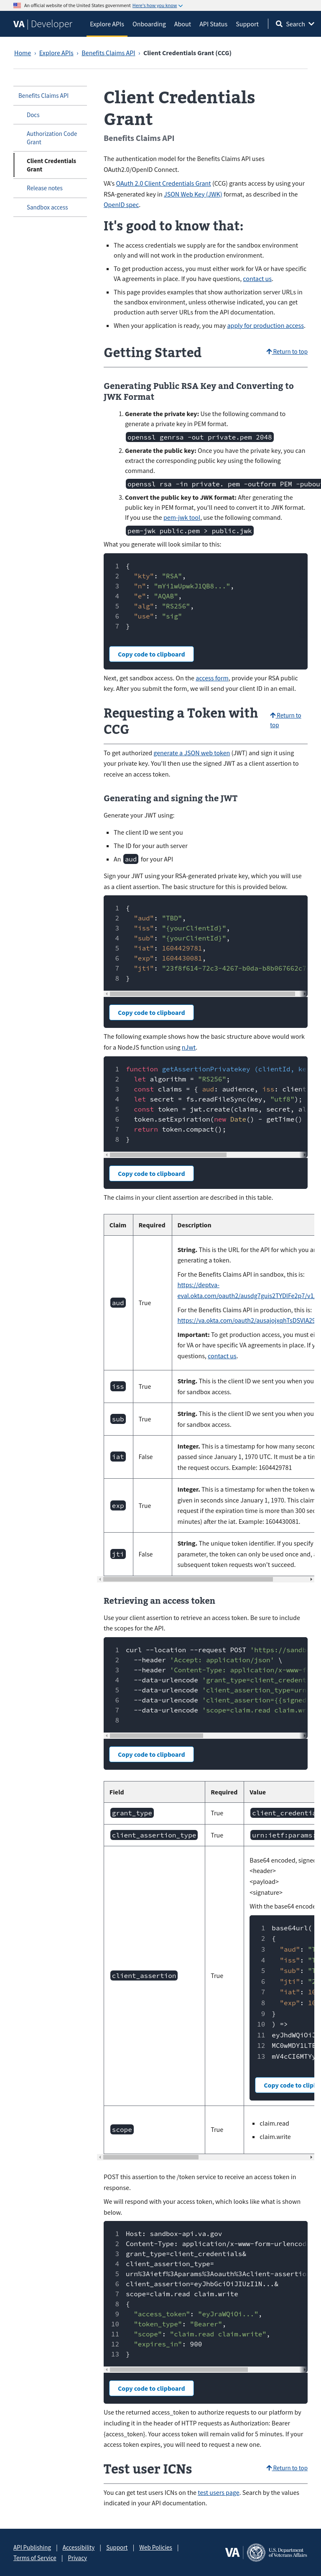 An official website of the United States government Here's how you know
VA | Developer
Explore APIs Onboarding About API Status Support Search
Home › Explore APIs › Benefits Claims API › Client Credentials Grant (CCG)
Benefits Claims API
Docs
Authorization Code
Grant
Client Credentials
Grant
Release notes
Sandbox access
Client Credentials
Grant
Benefits Claims API
The authentication model for the Benefits Claims API uses
OAuth2.0/OpenID Connect.
VA's OAuth 2.0 Client Credentials Grant (CCG) grants access by using your
RSA-generated key in JSON Web Key (JWK) format, detailed in the
OpenID spec.
It's good to know that:
• The access credentials we supply are for the sandbox environment
only and will not work in the production environment.
• To get production access, you must either work for VA or have specific
VA agreements in place. If you have questions, contact us.
• This page provides examples that show authorization server URLs in
the sandbox environment, unless otherwise indicated, you can get
production auth server URLs from the API documentation.
• When your application is ready, you may apply for production access.
Getting Started
Return to top
Generating Public RSA Key and Converting to
JWK Format
1. Generate the private key: Use the following command to
generate a private key in PEM format.
openssl genrsa -out private.pem 2048
2. Generate the public key: Once you have the private key, you can
extract the corresponding public key using the following
command.
openssl rsa -in private. pem -outform PEM -pubou
3. Convert the public key to JWK format: After generating the
public key in PEM format, you'll need to convert it to JWK format.
If you use the pem-jwk tool, use the following command.
pem-jwk public.pem > public.jwk
What you generate will look similar to this:
1 {
2 "kty": "RSA",
3 "n": "mYi1wUpwkJ1QB8...",
4 "e": "AQAB",
5 "alg": "RS256",
6 "use": "sig"
7 }
Copy code to clipboard
Next, get sandbox access. On the access form, provide your RSA public
key. After you submit the form, we will send your client ID in an email.
Requesting a Token with
CCG
Return to
top
To get authorized generate a JSON web token (JWT) and sign it using
your private key. You'll then use the signed JWT as a client assertion to
receive an access token.
Generating and signing the JWT
Generate your JWT using:
• The client ID we sent you
• The ID for your auth server
• An aud for your API
Sign your JWT using your RSA-generated private key, which you will use
as a client assertion. The basic structure for this is provided below.
1 {
2 "aud": "TBD",
3 "iss": "{yourClientId}",
4 "sub": "{yourClientId}",
5 "iat": 1604429781,
6 "exp": 1604430081,
7 "jti": "23f8f614-72c3-4267-b0da-b8b067662c7
8 }
Copy code to clipboard
The following example shows how the basic structure above would work
for a NodeJS function using nJwt.
1 function getAssertionPrivatekey (clientId, ke
2 let algorithm = "RS256";
3 const claims = { aud: audience, iss: clien
4 let secret = fs.readFileSync(key, "utf8");
5 const token = jwt.create(claims, secret, a
6 token.setExpiration(new Date() - getTime()
7 return token.compact();
8 }
Copy code to clipboard
The claims in your client assertion are described in this table.
Claim Required Description
aud True
String. This is the URL for the API for which you a
generating a token.
For the Benefits Claims API in sandbox, this is:
https://deptva-
eval.okta.com/oauth2/ausdg7guis2TYDlFe2p7/v1
For the Benefits Claims API in production, this is:
https://va.okta.com/oauth2/ausajojxqhTsDSVlA29
Important: To get production access, you must ei
for VA or have specific VA agreements in place. If y
questions, contact us.
iss True String. This is the client ID we sent you when you
for sandbox access.
sub True String. This is the client ID we sent you when you
for sandbox access.
iat False Integer. This is a timestamp for how many second
passed since January 1, 1970 UTC. It must be a tim
the request occurs. Example: 1604429781
exp True Integer. This is a timestamp for when the token w
given in seconds since January 1, 1970. This claim
request if the expiration time is more than 300 sec
minutes) after the iat. Example: 1604430081.
jti False String. The unique token identifier. If you specify
parameter, the token can only be used once and,
subsequent token requests won't succeed.
Retrieving an access token
Use your client assertion to retrieve an access token. Be sure to include
the scopes for the API.
1 curl --location --request POST 'https://sandb
2 --header 'Accept: application/json' \
3 --header 'Content-Type: application/x-www-f
4 --data-urlencode 'grant_type=client_credeni
5 --data-urlencode 'client_assertion_type=urn
6 --data-urlencode 'client_assertion={{signed
7 --data-urlencode 'scope=claim.read claim.wr
8
Copy code to clipboard
Field Required Value
grant_type True client_credentia
client_assertion_type True urn:ietf:params:
client_assertion True
Base64 encoded, signe
<header>
<payload>
<signature>
With the base64 encode
1 base64url(
2 {
3 "aud": "T
4 "iss": "T
5 "sub": "T
6 "jti": "2
7 "iat": 16
8 "exp": 16
9 }
10 ) =>
11 eyJhdWQiOiJ
12 MC0wMDY1LTE
13 mV4cCI6MTYy
Copy code to clip
scope True
• claim.read
• claim.write
POST this assertion to the /token service to receive an access token in
response.
We will respond with your access token, which looks like what is shown
below.
1 Host: sandbox-api.va.gov
2 Content-Type: application/x-www-form-urlencod
3 grant_type=client_credentials&
4 client_assertion_type=
5 urn%3Aietf%3Aparams%3Aoauth%3Aclient-assertio
6 client_assertion=eyJhbGciOiJIUzI1N...&
7 scope=claim.read claim.write
8 {
9 "access_token": "eyJraWQiOi...",
10 "token_type": "Bearer",
11 "scope": "claim.read claim.write",
12 "expires_in": 900
13 }
Copy code to clipboard
Use the returned access_token to authorize requests to our platform by
including it in the header of HTTP requests as Authorization: Bearer
{access_token}. Your access token will remain valid for 5 minutes. If your
access token expires, you will need to request a new one.
Test user ICNs
Return to top
You can get test users ICNs on the test users page. Search by the values
indicated in your API documentation.
API Publishing | Accessibility | Support | Web Policies |
Terms of Service | Privacy
VA | U.S. Department
of Veterans Affairs